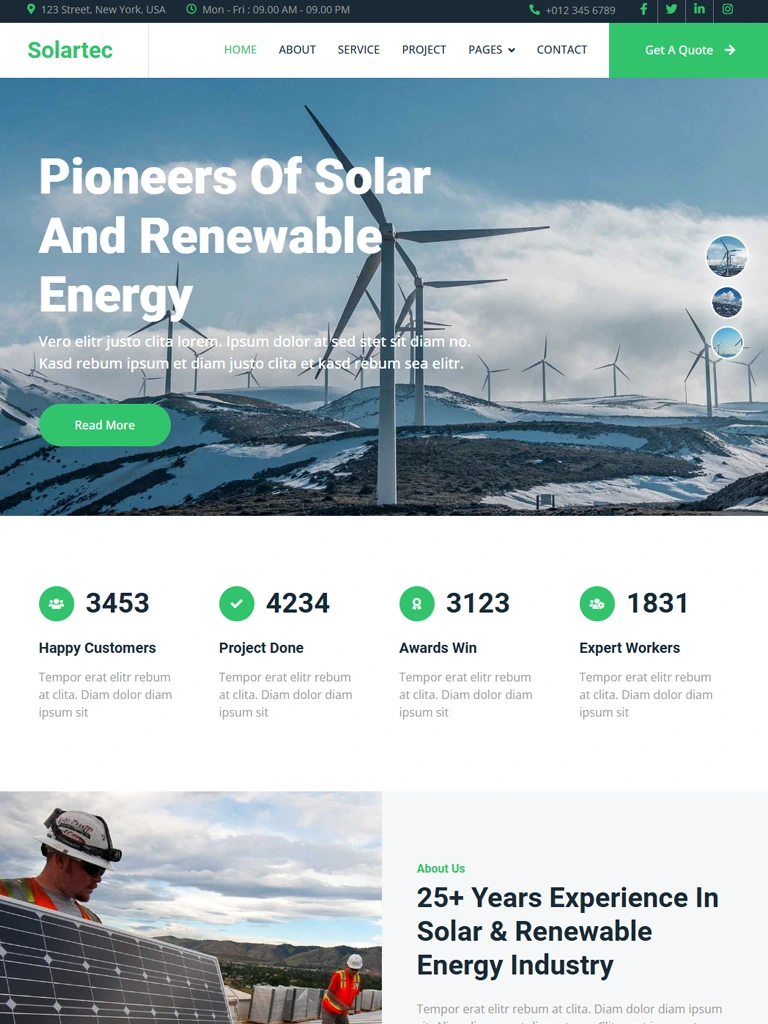 123 Street, New York, USA
Mon - Fri : 09.00 AM - 09.00 PM
+012 345 6789
Solartec
HOME
ABOUT
SERVICE
PROJECT
PAGES
CONTACT
Get A Quote
Pioneers Of Solar
And Renewable
Energy
Vero elitr justo clita lorem. Ipsum dolor at sed stet sit diam no.
Kasd rebum ipsum et diam justo clita et kasd rebum sea elitr.
Read More
3453
Happy Customers
Tempor erat elitr rebum
at clita. Diam dolor diam
ipsum sit
4234
Project Done
Tempor erat elitr rebum
at clita. Diam dolor diam
ipsum sit
3123
Awards Win
Tempor erat elitr rebum
at clita. Diam dolor diam
ipsum sit
1831
Expert Workers
Tempor erat elitr rebum
at clita. Diam dolor diam
ipsum sit
About Us
25+ Years Experience In
Solar & Renewable
Energy Industry
Tempor erat elitr rebum at clita. Diam dolor diam ipsum